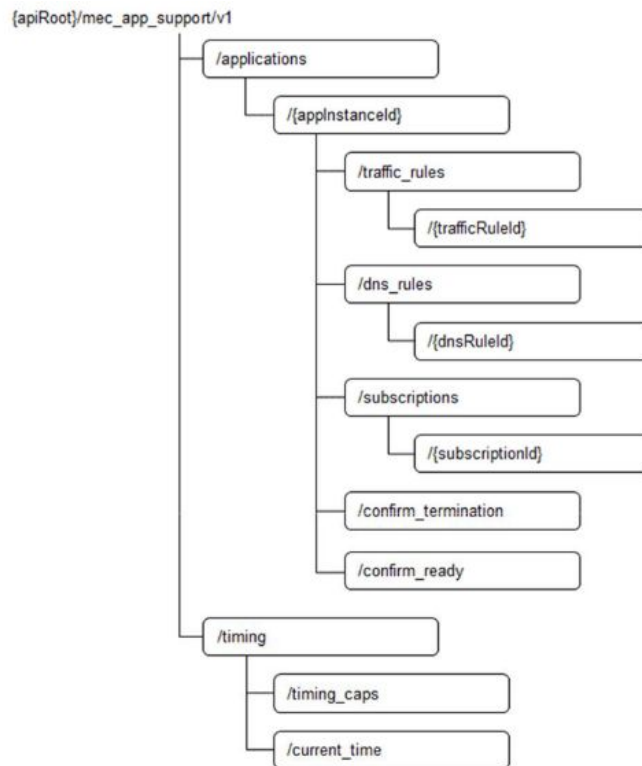 {apiRoot}/mec_app_support/v1
/applications
/{appInstanceId}
/traffic_rules
/{trafficRuleId}
/dns_rules
/{dnsRuleId}
/subscriptions
/{subscriptionId}
/confirm_termination
/confirm_ready
/timing
/timing_caps
/current_time